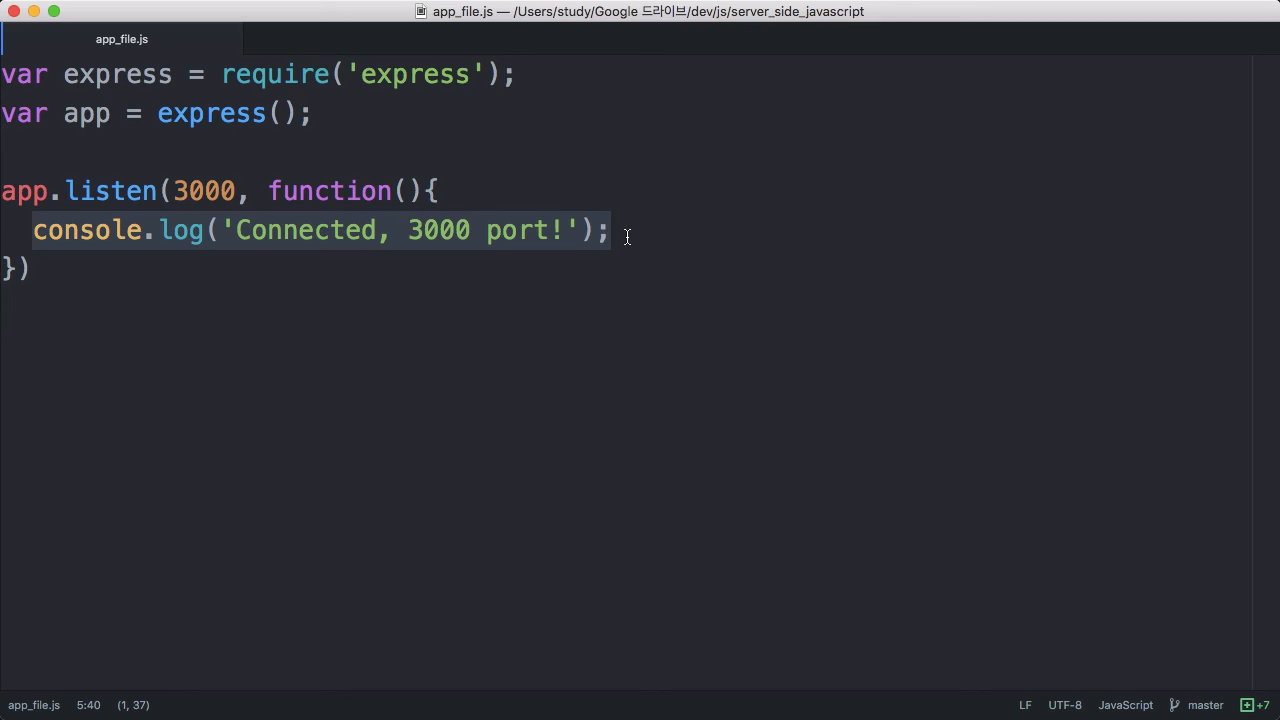 app_file.js — /Users/study/Google 드라이브/dev/js/server_side_javascript
app_file.js
var express = require('express');
var app = express();
app.listen(3000, function(){
  console.log('Connected, 3000 port!');
})
app_file.js 5:40 (1, 37) LF UTF-8 JavaScript master +7